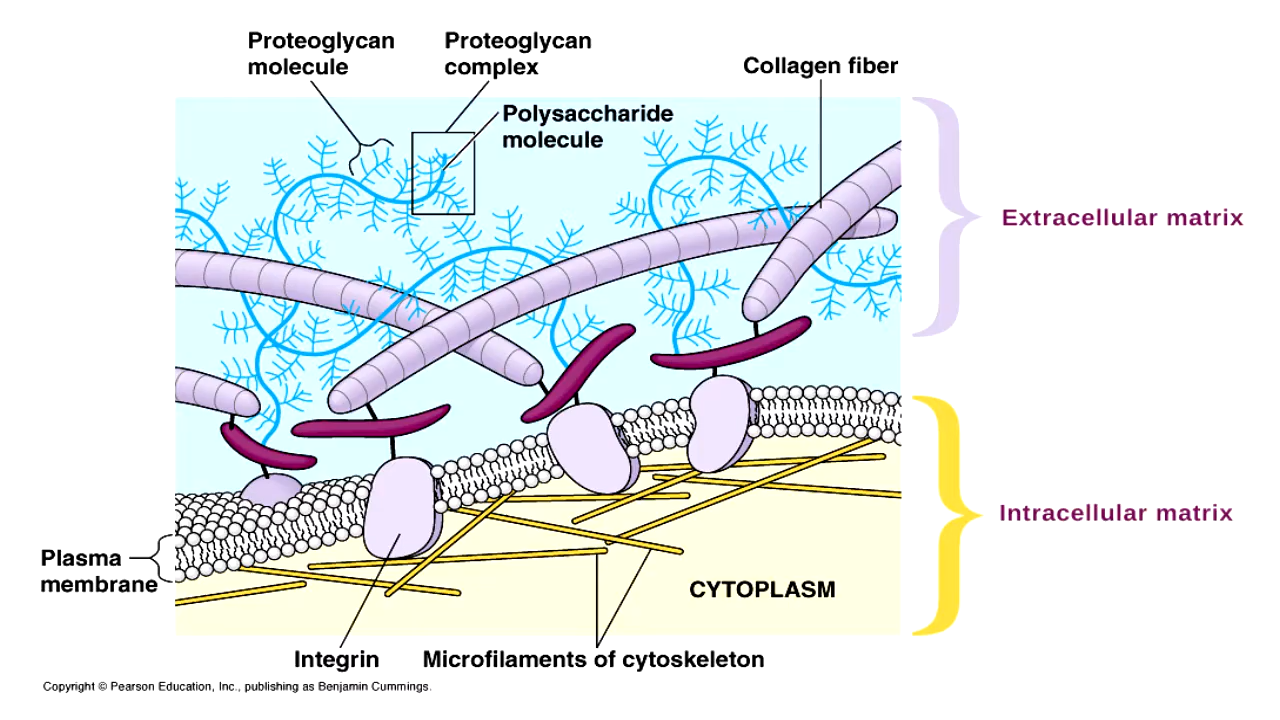 Proteoglycan
molecule
Proteoglycan
complex
Collagen fiber
Polysaccharide
molecule
Extracellular matrix
Intracellular matrix
Plasma
membrane
CYTOPLASM
Integrin
Microfilaments of cytoskeleton
Copyright © Pearson Education, Inc., publishing as Benjamin Cummings.